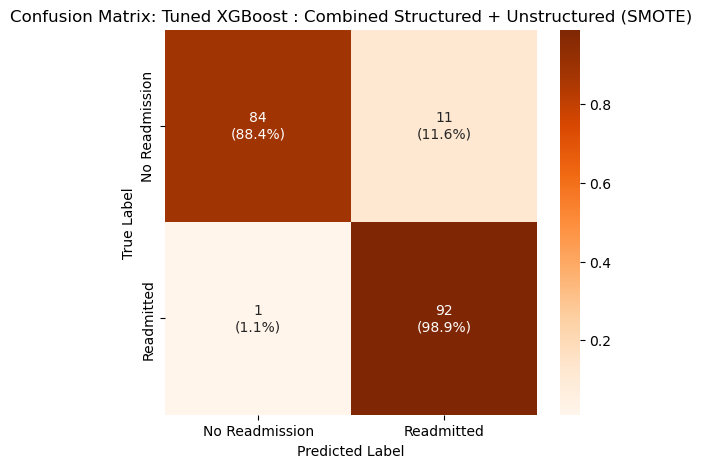 Confusion Matrix: Tuned XGBoost : Combined Structured + Unstructured (SMOTE)
True Label
No Readmission
84
(88.4%)
11
(11.6%)
Readmitted
1
(1.1%)
92
(98.9%)
No Readmission
Readmitted
Predicted Label
0.8
0.6
0.4
0.2